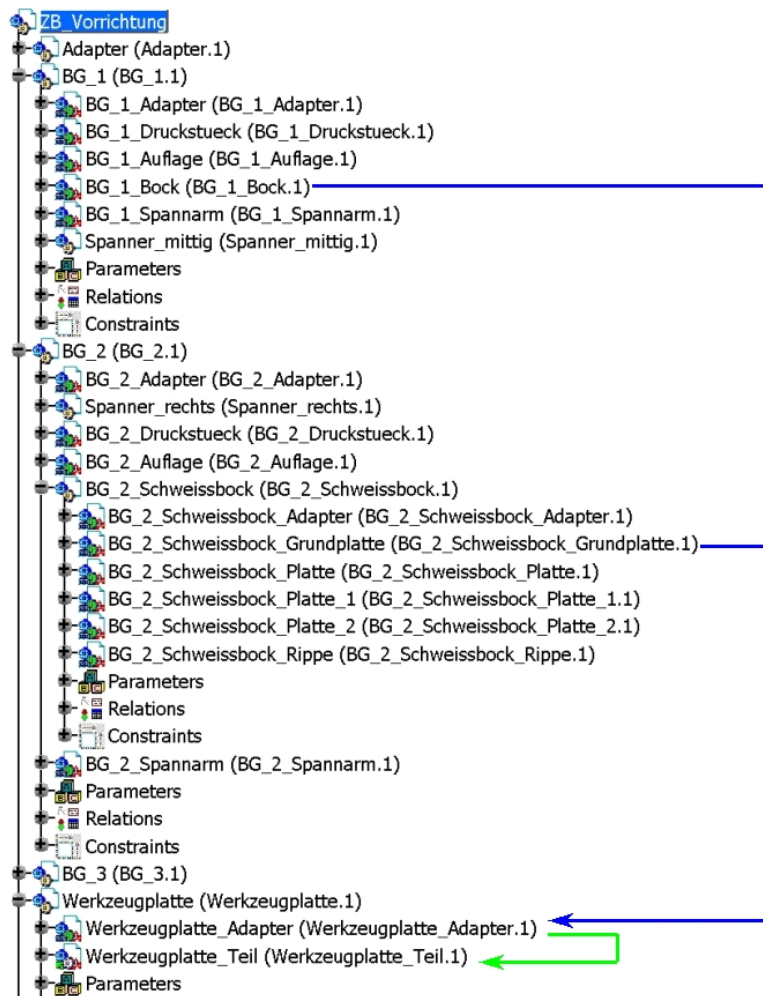 ZB_Vorrichtung
Adapter (Adapter.1)
BG_1 (BG_1.1)
BG_1_Adapter (BG_1_Adapter.1)
BG_1_Druckstueck (BG_1_Druckstueck.1)
BG_1_Auflage (BG_1_Auflage.1)
BG_1_Bock (BG_1_Bock.1)
BG_1_Spannarm (BG_1_Spannarm.1)
Spanner_mittig (Spanner_mittig.1)
Parameters
Relations
Constraints
BG_2 (BG_2.1)
BG_2_Adapter (BG_2_Adapter.1)
Spanner_rechts (Spanner_rechts.1)
BG_2_Druckstueck (BG_2_Druckstueck.1)
BG_2_Auflage (BG_2_Auflage.1)
BG_2_Schweissbock (BG_2_Schweissbock.1)
BG_2_Schweissbock_Adapter (BG_2_Schweissbock_Adapter.1)
BG_2_Schweissbock_Grundplatte (BG_2_Schweissbock_Grundplatte.1)
BG_2_Schweissbock_Platte (BG_2_Schweissbock_Platte.1)
BG_2_Schweissbock_Platte_1 (BG_2_Schweissbock_Platte_1.1)
BG_2_Schweissbock_Platte_2 (BG_2_Schweissbock_Platte_2.1)
BG_2_Schweissbock_Rippe (BG_2_Schweissbock_Rippe.1)
Parameters
Relations
Constraints
BG_2_Spannarm (BG_2_Spannarm.1)
Parameters
Relations
Constraints
BG_3 (BG_3.1)
Werkzeugplatte (Werkzeugplatte.1)
Werkzeugplatte_Adapter (Werkzeugplatte_Adapter.1)
Werkzeugplatte_Teil (Werkzeugplatte_Teil.1)
Parameters